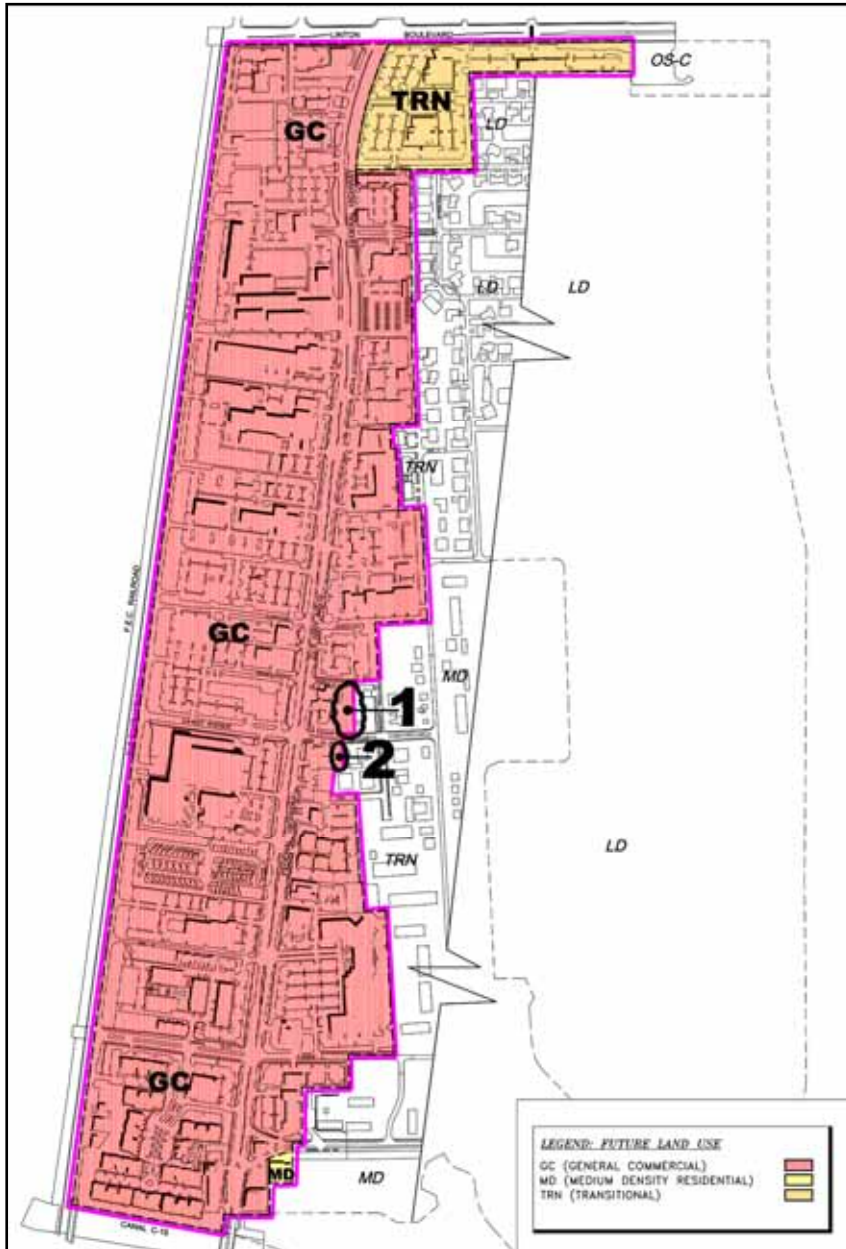 LINTON BOULEVARD
OS-C
TRN
GC
LD
LD
LD
TRN
F.E.C. RAILROAD
GC
MD
1
2
LD
TRN
GC
MD
MD
CANAL C-15
LEGEND: FUTURE LAND USE
GC (GENERAL COMMERCIAL)
MD (MEDIUM DENSITY RESIDENTIAL)
TRN (TRANSITIONAL)